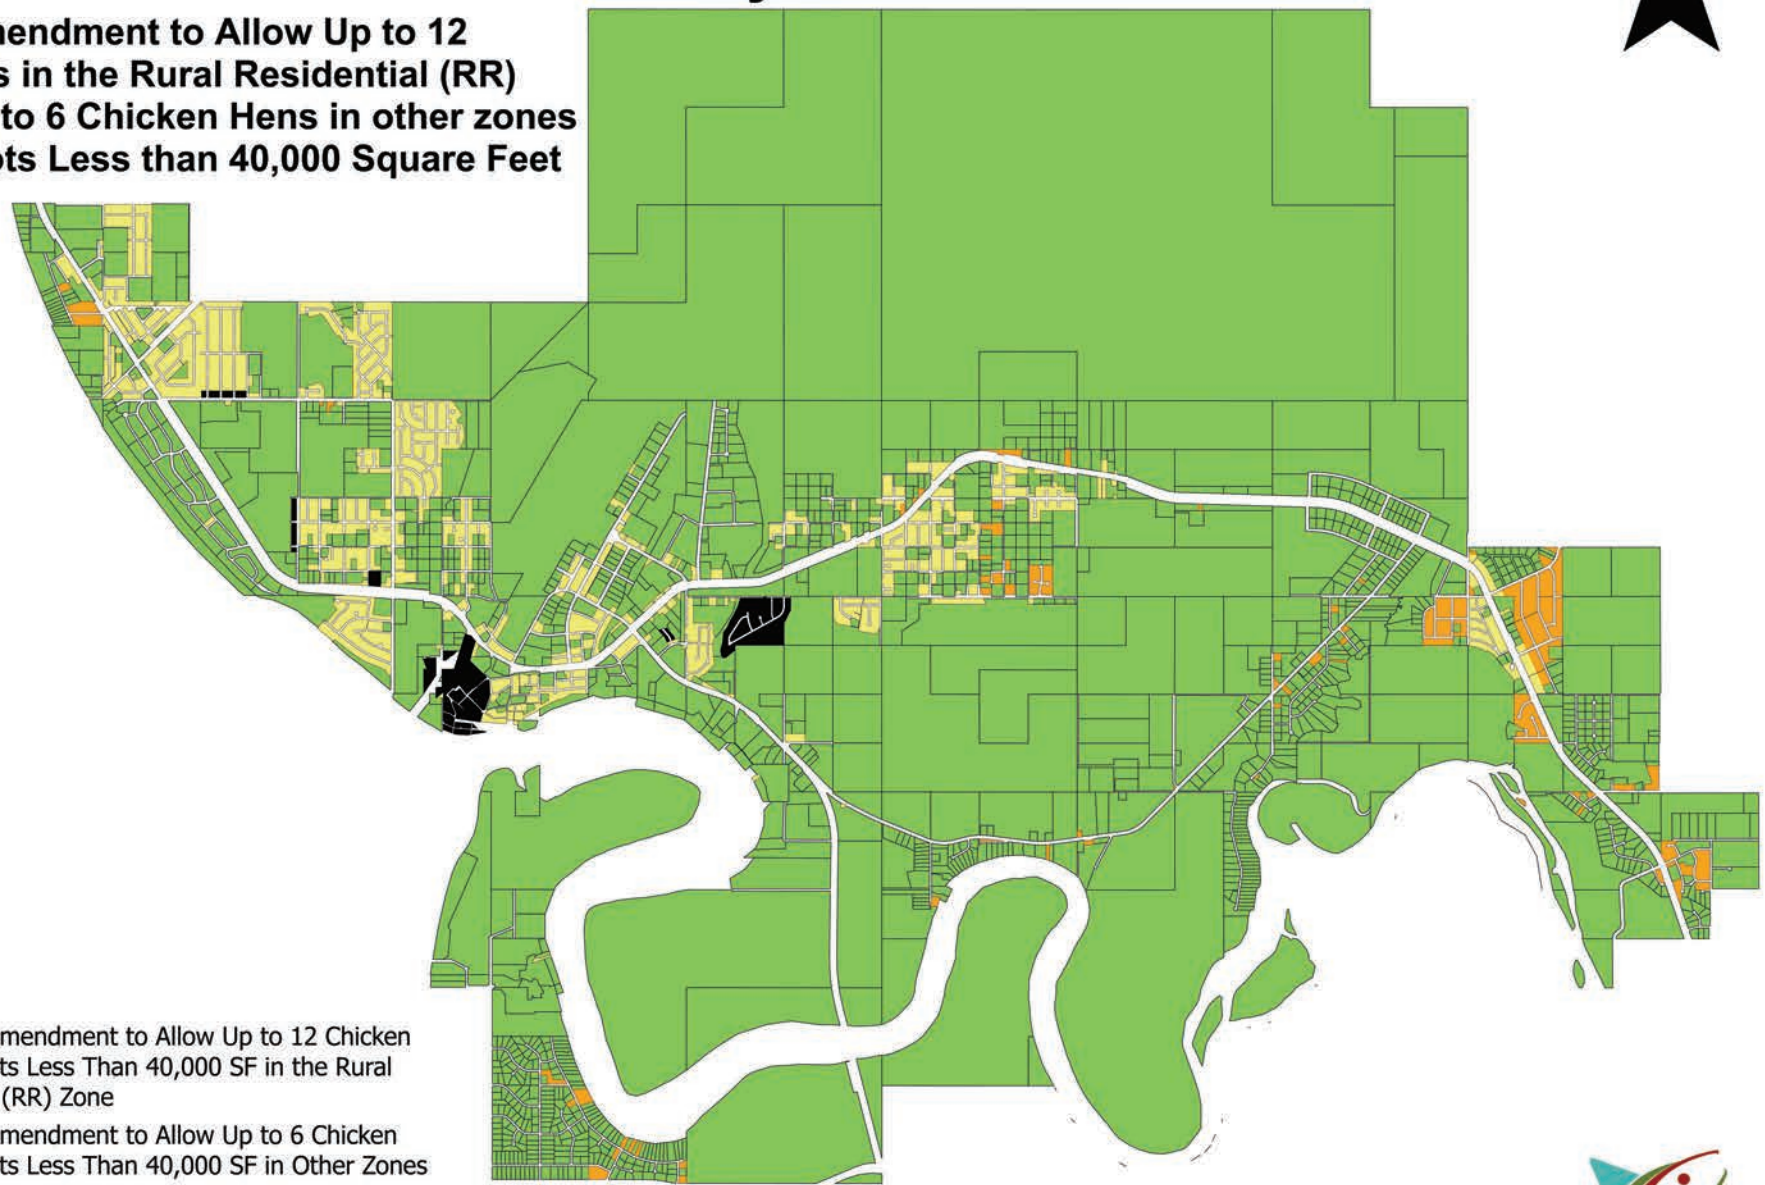 mendment to Allow Up to 12
s in the Rural Residential (RR)
to 6 Chicken Hens in other zones
ots Less than 40,000 Square Feet
mendment to Allow Up to 12 Chicken
ts Less Than 40,000 SF in the Rural
(RR) Zone
mendment to Allow Up to 6 Chicken
ts Less Than 40,000 SF in Other Zones